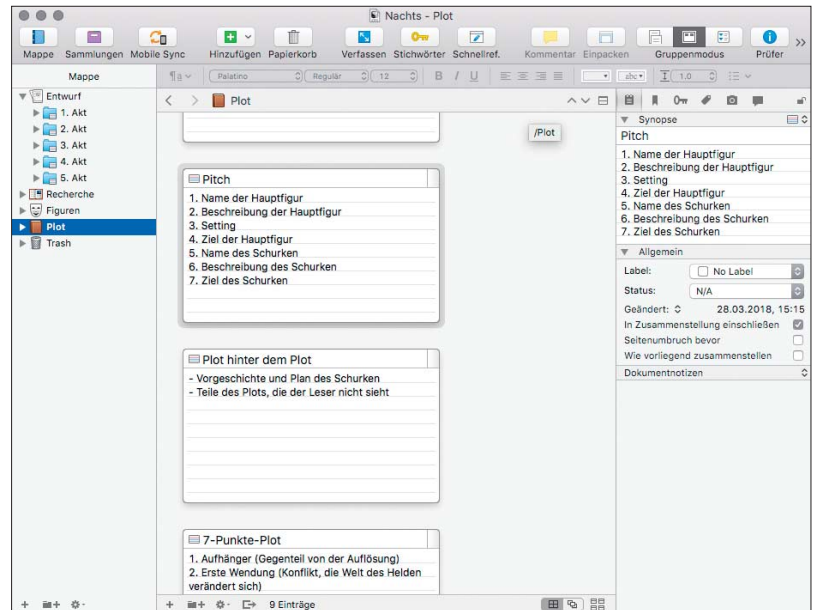 Nachts - Plot
Mappe Sammlungen Mobile Sync Hinzufügen Papierkorb Verfassen Stichwörter Schnellref. Kommentar Einpacken Gruppenmodus Prüfer
Mappe
Palatino Regulär 12 B I U abc 1.0
Entwurf
1. Akt
2. Akt
3. Akt
4. Akt
5. Akt
Recherche
Figuren
Plot
Trash
Plot
/Plot
Pitch
1. Name der Hauptfigur
2. Beschreibung der Hauptfigur
3. Setting
4. Ziel der Hauptfigur
5. Name des Schurken
6. Beschreibung des Schurken
7. Ziel des Schurken
Plot hinter dem Plot
- Vorgeschichte und Plan des Schurken
- Teile des Plots, die der Leser nicht sieht
7-Punkte-Plot
1. Aufhänger (Gegenteil von der Auflösung)
2. Erste Wendung (Konflikt, die Welt des Helden
verändert sich)
9 Einträge
Synopse
Pitch
1. Name der Hauptfigur
2. Beschreibung der Hauptfigur
3. Setting
4. Ziel der Hauptfigur
5. Name des Schurken
6. Beschreibung des Schurken
7. Ziel des Schurken
Allgemein
Label: No Label
Status: N/A
Geändert: 28.03.2018, 15:15
In Zusammenstellung einschließen
Seitenumbruch bevor
Wie vorliegend zusammenstellen
Dokumentnotizen